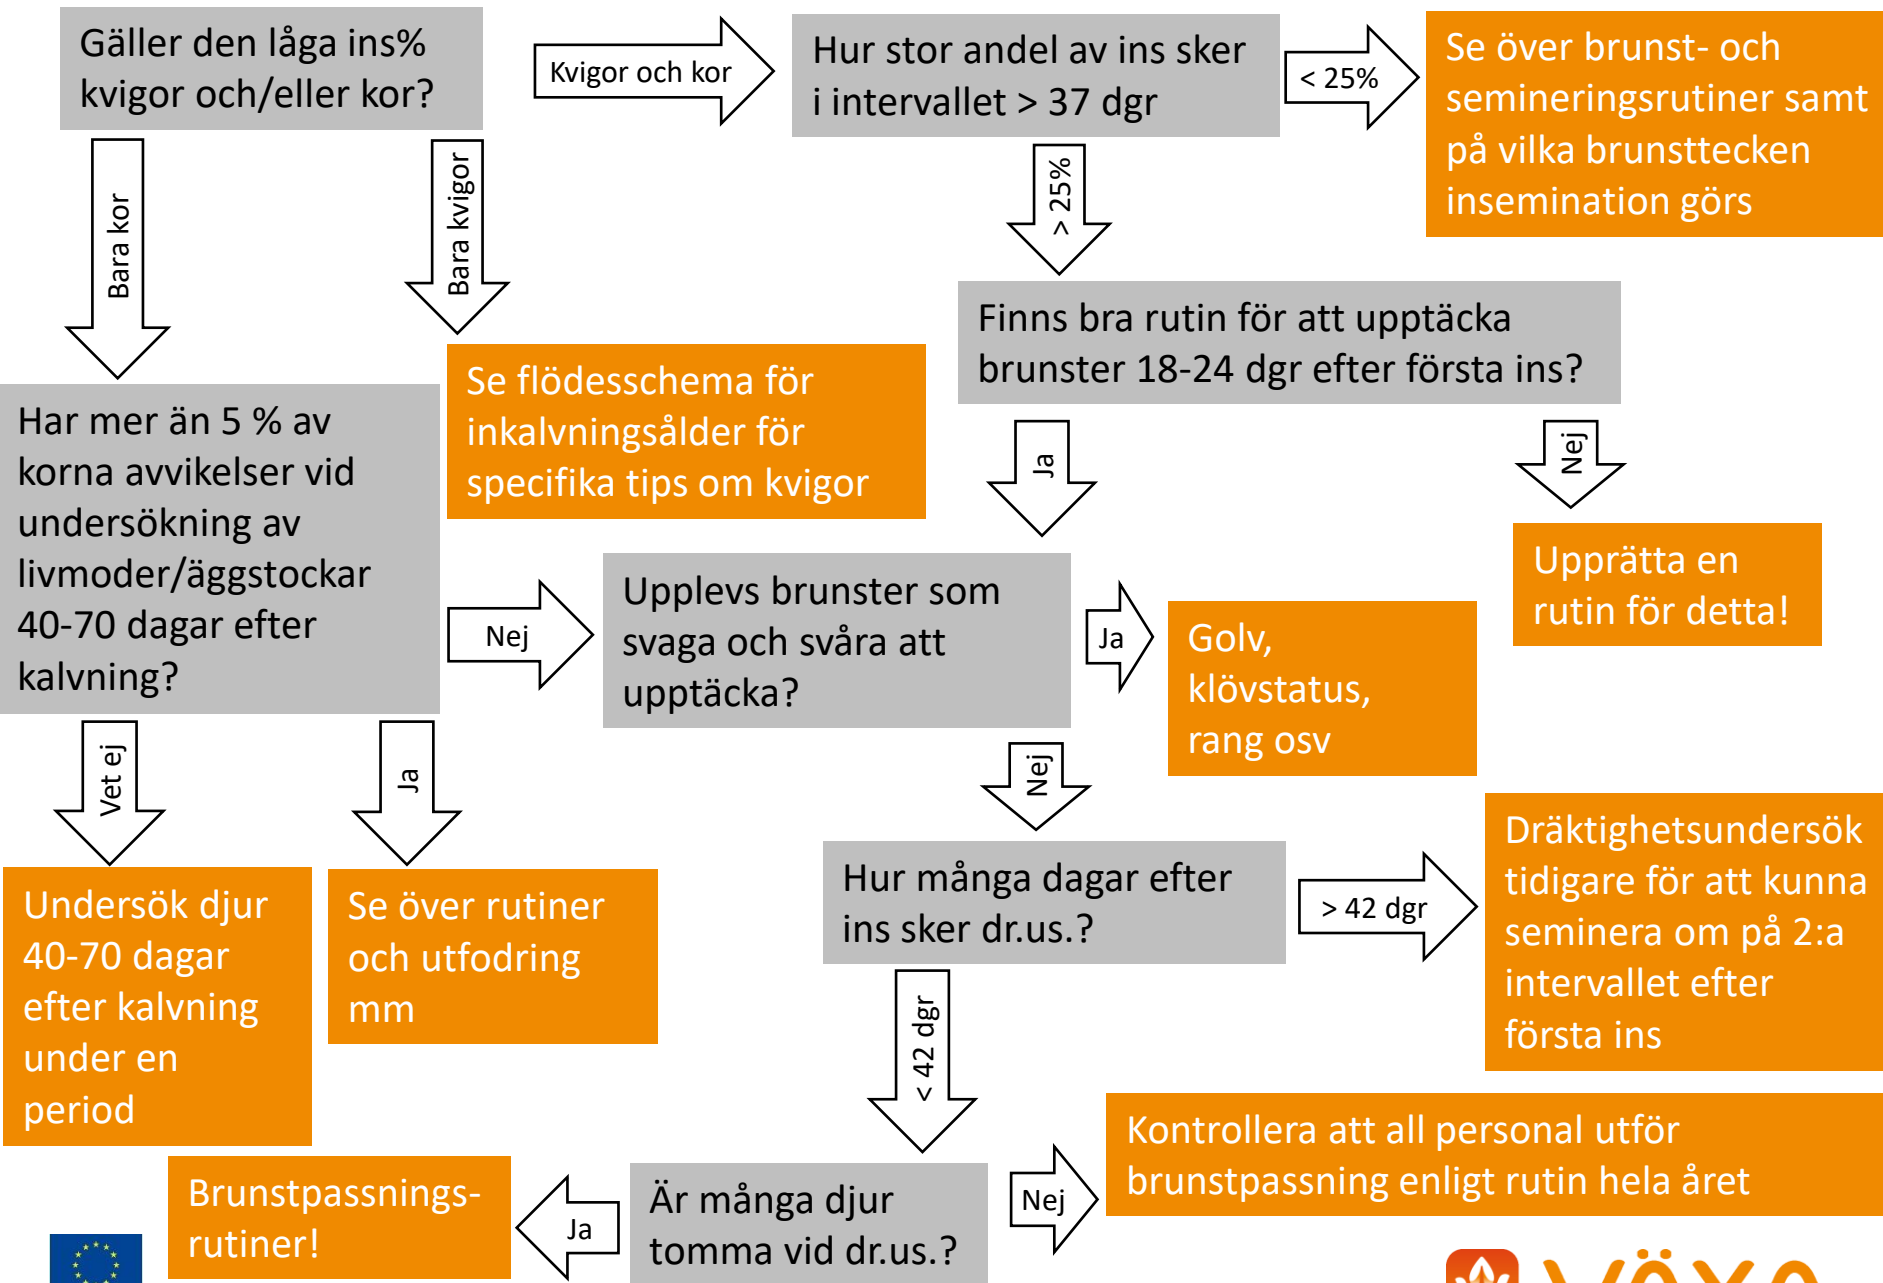 Gäller den låga ins%
kvigor och/eller kor?
Kvigor och kor
Hur stor andel av ins sker
i intervallet > 37 dgr
< 25%
Se över brunst- och
semineringsrutiner samt
på vilka brunsttecken
insemination görs
Bara kor
Bara kvigor
> 25%
Finns bra rutin för att upptäcka
brunster 18-24 dgr efter första ins?
Se flödesschema för
inkalvningsålder för
specifika tips om kvigor
Har mer än 5 % av
korna avvikelser vid
undersökning av
livmoder/äggstockar
40-70 dagar efter
kalvning?
Ja
Nej
Upprätta en
rutin för detta!
Nej
Upplevs brunster som
svaga och svåra att
upptäcka?
Ja
Golv,
klövstatus,
rang osv
Vet ej
Ja
Nej
Undersök djur
40-70 dagar
efter kalvning
under en
period
Se över rutiner
och utfodring
mm
Hur många dagar efter
ins sker dr.us.?
> 42 dgr
Dräktighetsundersök
tidigare för att kunna
seminera om på 2:a
intervallet efter
första ins
< 42 dgr
Kontrollera att all personal utför
brunstpassning enligt rutin hela året
Brunstpassnings-
rutiner!
Ja
Är många djur
tomma vid dr.us.?
Nej
VÄXA